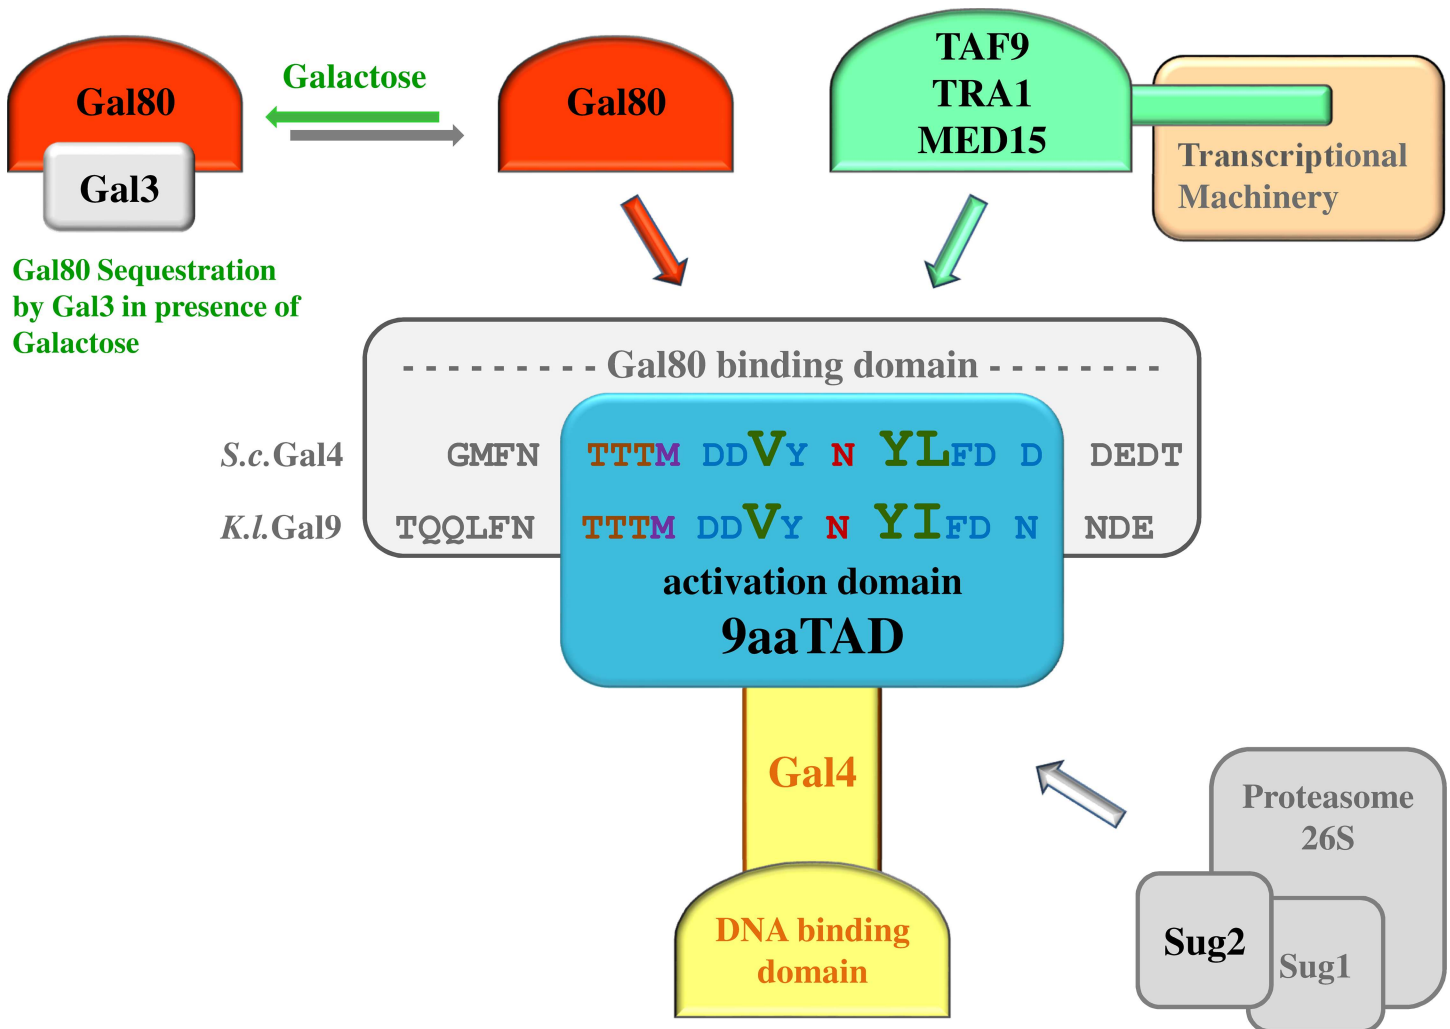 Gal80
Gal3
Galactose
Gal80
TAF9
TRA1
MED15
Transcriptional
Machinery
Gal80 Sequestration
by Gal3 in presence of
Galactose
- - - - - - - - - Gal80 binding domain - - - - - - - -
S.c.Gal4 GMFN TTTM DDVY N YLFD D DEDT
K.l.Gal9 TQQLFN TTTM DDVY N YIFD N NDE
activation domain
9aaTAD
Gal4
DNA binding
domain
Proteasome
26S
Sug2
Sug1